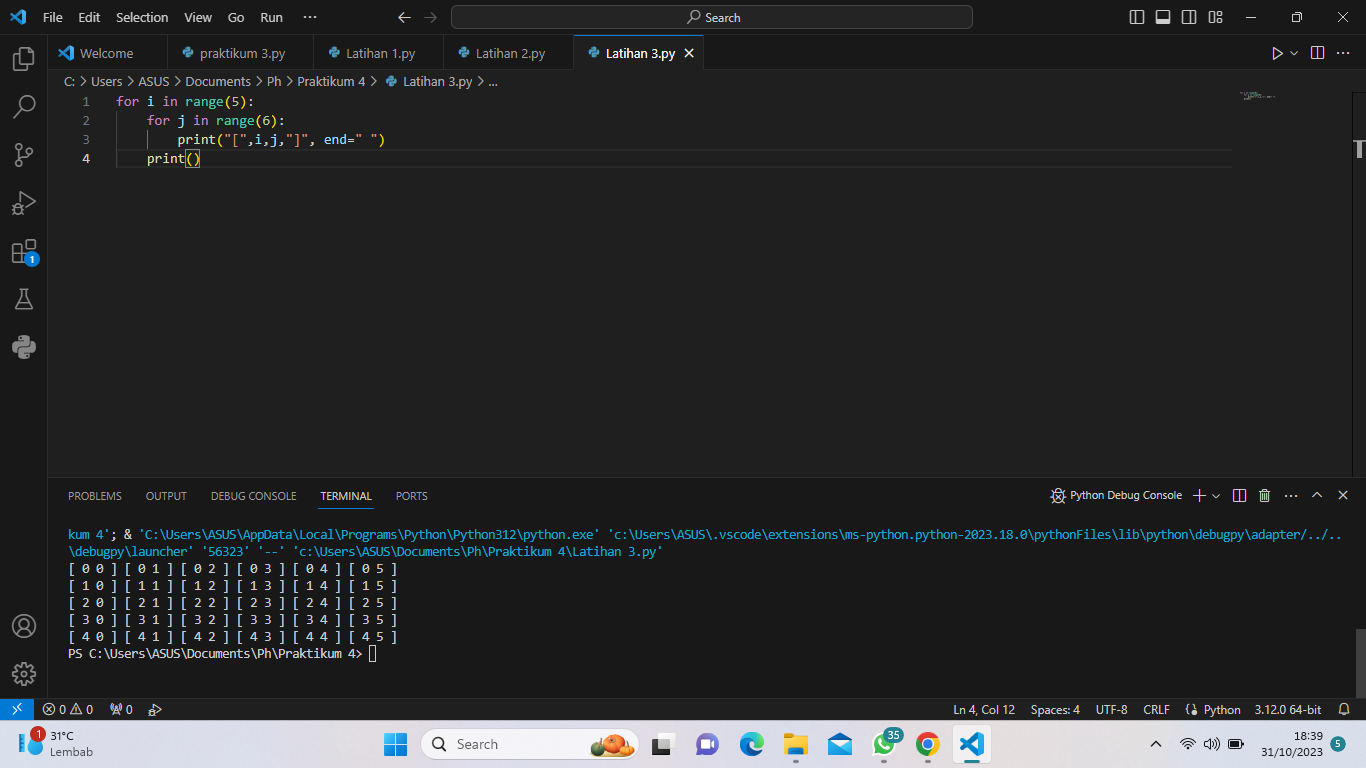 File Edit Selection View Go Run ··· Search
Welcome praktikum 3.py Latihan 1.py Latihan 2.py Latihan 3.py
C: > Users > ASUS > Documents > Ph > Praktikum 4 > Latihan 3.py > ...
1 for i in range(5):
2 for j in range(6):
3 print("[",i,j,"]", end=" ")
4 print()
1
PROBLEMS OUTPUT DEBUG CONSOLE TERMINAL PORTS Python Debug Console
kum 4'; & 'C:\Users\ASUS\AppData\Local\Programs\Python\Python312\python.exe' 'c:\Users\ASUS\.vscode\extensions\ms-python.python-2023.18.0\pythonFiles\lib\python\debugpy\adapter/../..
\debugpy\launcher' '56323' '--' 'c:\Users\ASUS\Documents\Ph\Praktikum 4\Latihan 3.py'
[ 0 0 ] [ 0 1 ] [ 0 2 ] [ 0 3 ] [ 0 4 ] [ 0 5 ]
[ 1 0 ] [ 1 1 ] [ 1 2 ] [ 1 3 ] [ 1 4 ] [ 1 5 ]
[ 2 0 ] [ 2 1 ] [ 2 2 ] [ 2 3 ] [ 2 4 ] [ 2 5 ]
[ 3 0 ] [ 3 1 ] [ 3 2 ] [ 3 3 ] [ 3 4 ] [ 3 5 ]
[ 4 0 ] [ 4 1 ] [ 4 2 ] [ 4 3 ] [ 4 4 ] [ 4 5 ]
PS C:\Users\ASUS\Documents\Ph\Praktikum 4>
0 0 0 Ln 4, Col 12 Spaces: 4 UTF-8 CRLF Python 3.12.0 64-bit
1 31°C Search 35 18:39
Lembab 31/10/2023 5